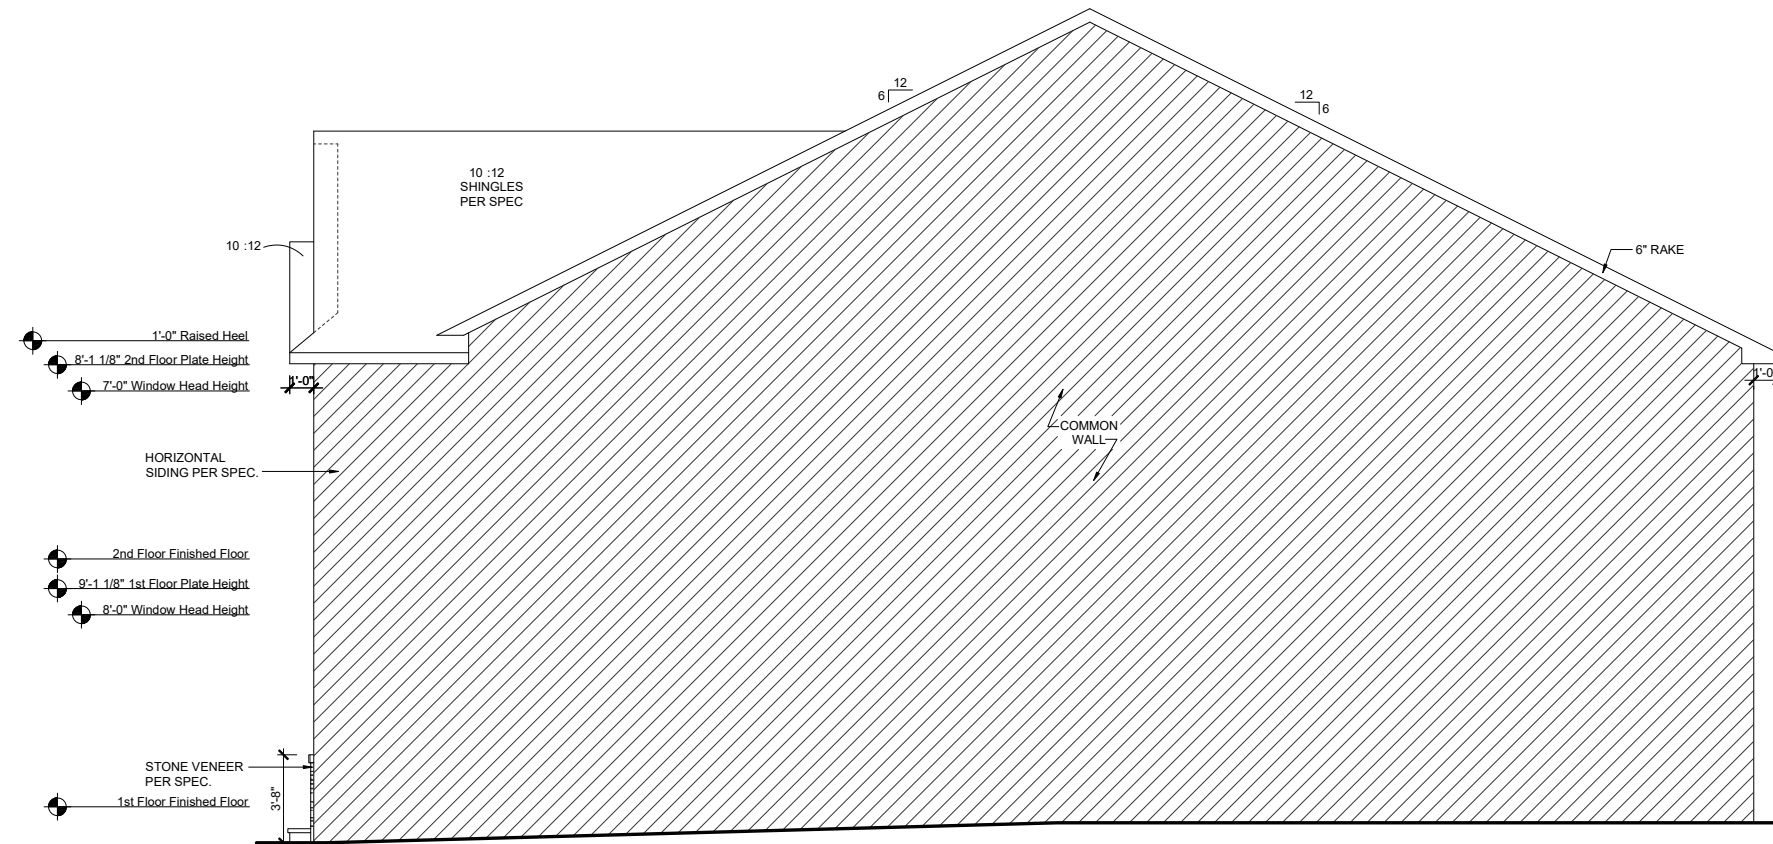 12
6
12
6
10 :12
SHINGLES
PER SPEC
10 :12
6" RAKE
1'-0" Raised Heel
8'-1 1/8" 2nd Floor Plate Height
7'-0" Window Head Height
1'-0"
1'-0
COMMON
WALL
HORIZONTAL
SIDING PER SPEC.
2nd Floor Finished Floor
9'-1 1/8" 1st Floor Plate Height
8'-0" Window Head Height
STONE VENEER
PER SPEC.
3'-8"
1st Floor Finished Floor